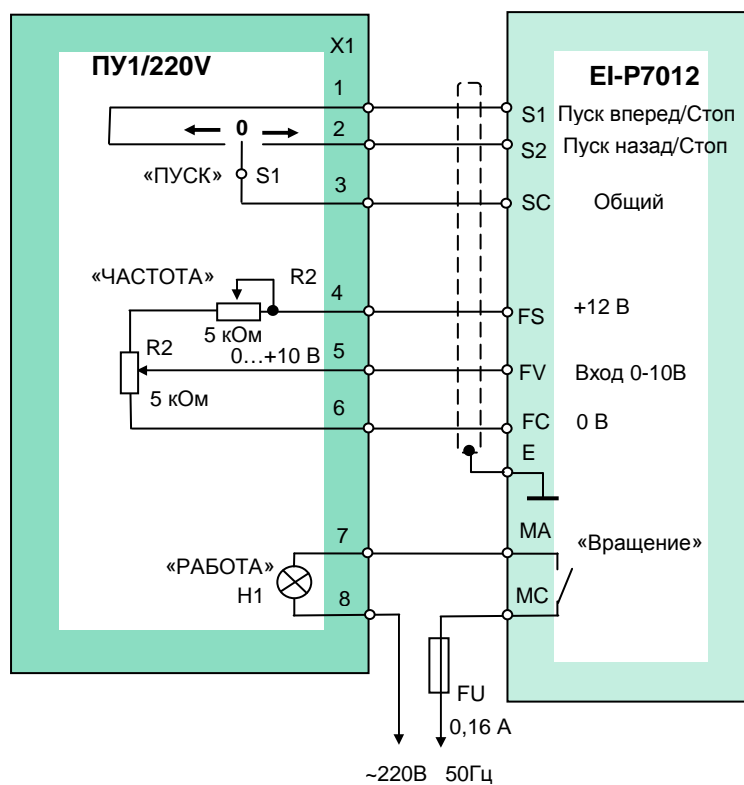 ПУ1/220V
X1
EI-P7012
1
S1 Пуск вперед/Стоп
0
2
S2 Пуск назад/Стоп
«ПУСК» S1
3
SC Общий
«ЧАСТОТА» R2
4
FS +12 В
5 кОм
0...+10 В
5
R2
FV Вход 0-10В
5 кОм
6
FC 0 В
E
7
MA
«Вращение»
«РАБОТА»
H1
8
MC
FU
0,16 А
~220В 50Гц